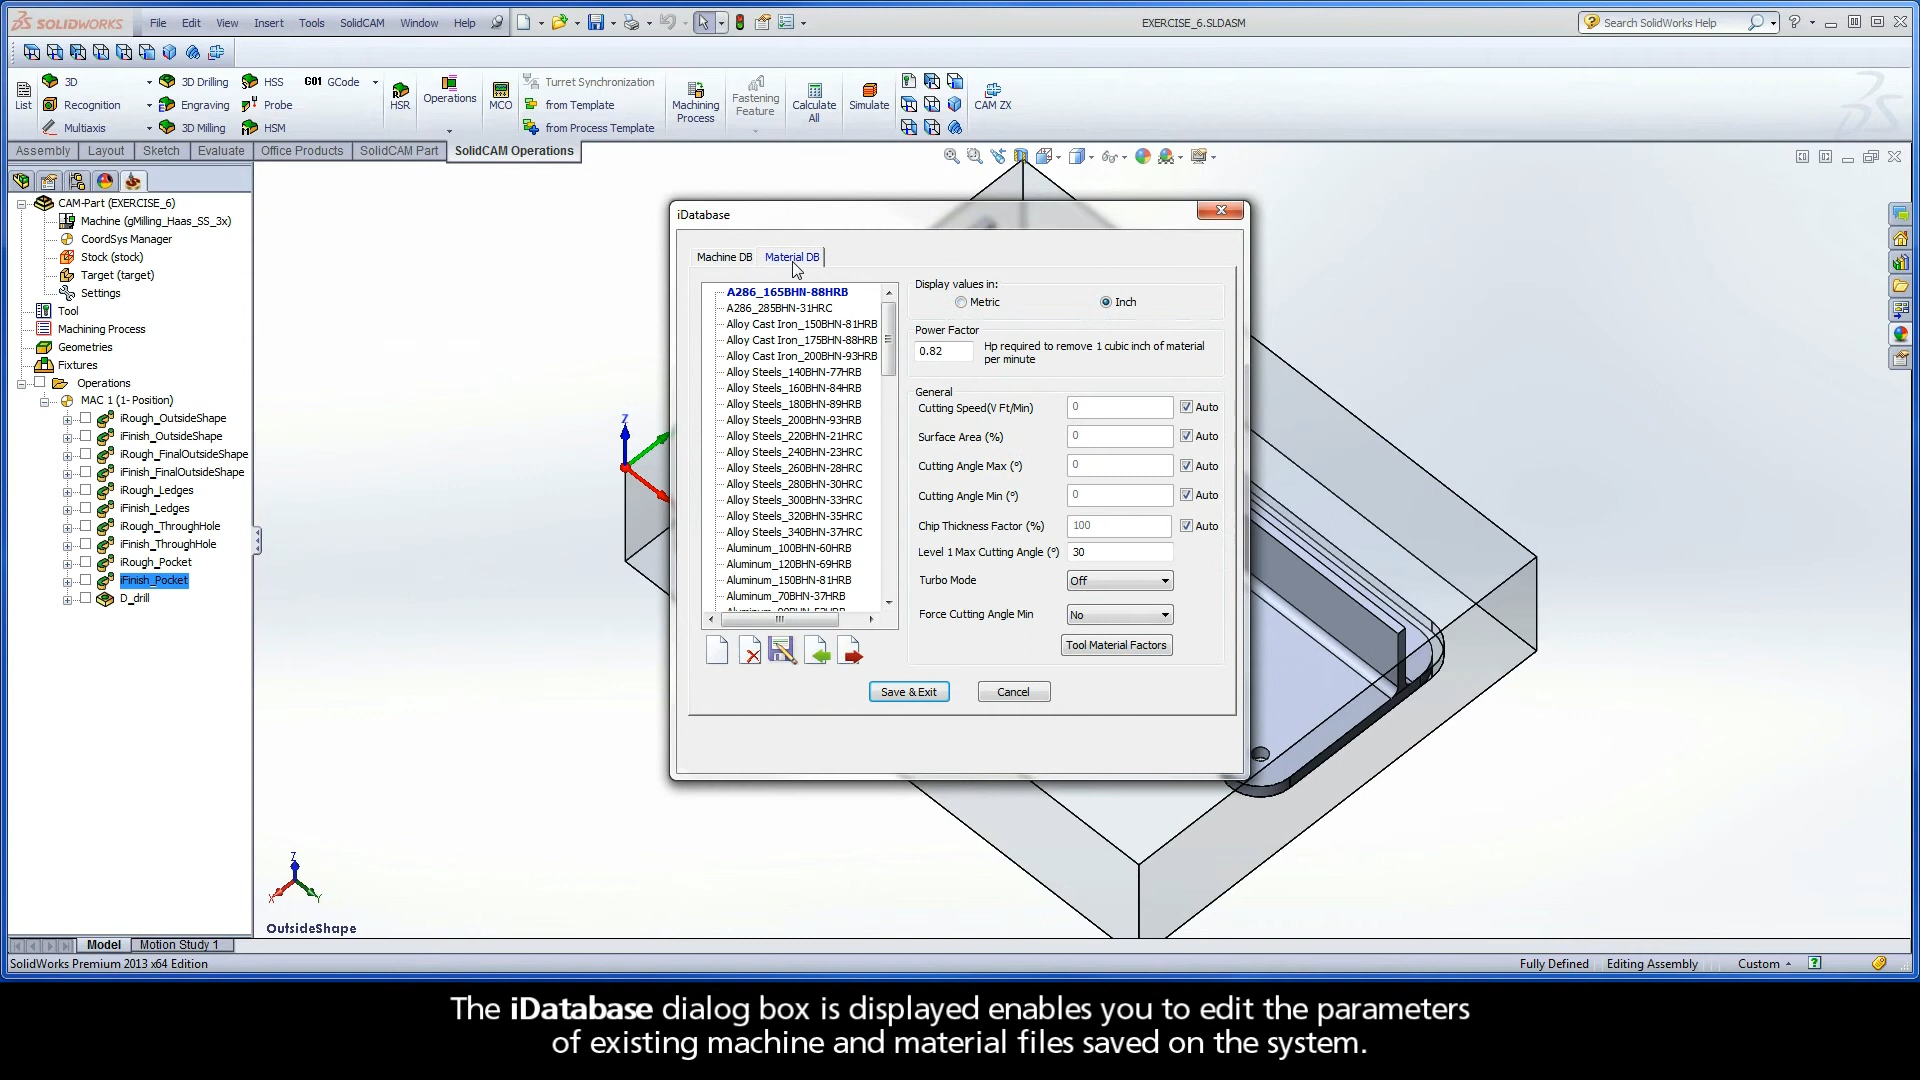 SOLIDWORKS File Edit View Insert Tools SolidCAM Window Help EXERCISE_6.SLDASM Search SolidWorks Help
List 3D 3D Drilling HSS G01 GCode HSR Operations MCO Turret Synchronization Machining Process Fastening Feature Calculate All Simulate CAM ZX
Recognition Engraving Probe from Template
Multiaxis 3D Milling HSM from Process Template
Assembly Layout Sketch Evaluate Office Products SolidCAM Part SolidCAM Operations
CAM-Part (EXERCISE_6)
Machine (gMilling_Haas_SS_3x)
CoordSys Manager
Stock (stock)
Target (target)
Settings
Tool
Machining Process
Geometries
Fixtures
Operations
MAC 1 (1- Position)
iRough_OutsideShape
iFinish_OutsideShape
iRough_FinalOutsideShape
iFinish_FinalOutsideShape
iRough_Ledges
iFinish_Ledges
iRough_ThroughHole
iFinish_ThroughHole
iRough_Pocket
iFinish_Pocket
D_drill
iDatabase
Machine DB Material DB
A286_165BHN-88HRB
A286_285BHN-31HRC
Alloy Cast Iron_150BHN-81HRB
Alloy Cast Iron_175BHN-88HRB
Alloy Cast Iron_200BHN-93HRB
Alloy Steels_140BHN-77HRB
Alloy Steels_160BHN-84HRB
Alloy Steels_180BHN-89HRB
Alloy Steels_200BHN-93HRB
Alloy Steels_220BHN-21HRC
Alloy Steels_240BHN-23HRC
Alloy Steels_260BHN-28HRC
Alloy Steels_280BHN-30HRC
Alloy Steels_300BHN-33HRC
Alloy Steels_320BHN-35HRC
Alloy Steels_340BHN-37HRC
Aluminum_100BHN-60HRB
Aluminum_120BHN-69HRB
Aluminum_150BHN-81HRB
Aluminum_70BHN-37HRB
Display values in:
Metric Inch
Power Factor
0.82 Hp required to remove 1 cubic inch of material
per minute
General
Cutting Speed(V Ft/Min) 0 Auto
Surface Area (%) 0 Auto
Cutting Angle Max (°) 0 Auto
Cutting Angle Min (°) 0 Auto
Chip Thickness Factor (%) 100 Auto
Level 1 Max Cutting Angle (°) 30
Turbo Mode Off
Force Cutting Angle Min No
Tool Material Factors
Save & Exit Cancel
Z
Z
X Y
OutsideShape
Model Motion Study 1
SolidWorks Premium 2013 x64 Edition Fully Defined Editing Assembly Custom
The iDatabase dialog box is displayed enables you to edit the parameters
of existing machine and material files saved on the system.